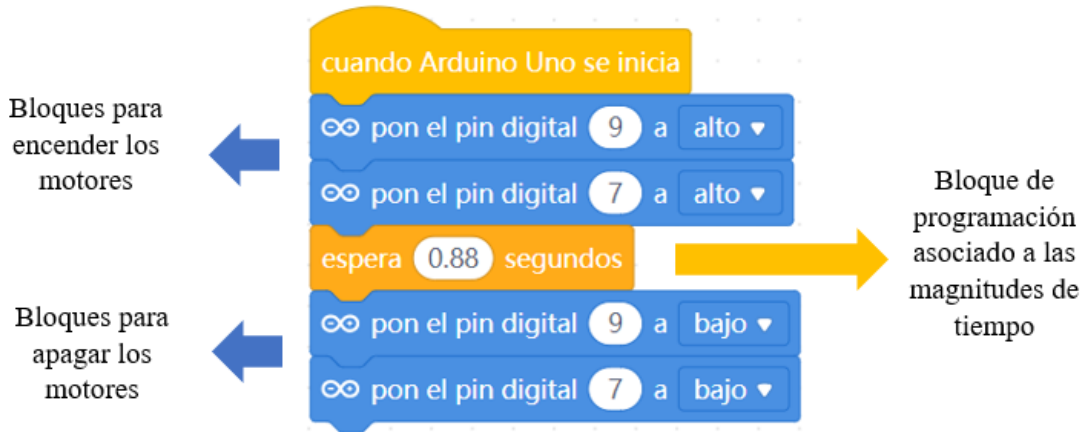 cuando Arduino Uno se inicia
Bloques para
encender los
motores
pon el pin digital 9 a alto
pon el pin digital 7 a alto
espera 0.88 segundos
Bloque de
programación
asociado a las
magnitudes de
tiempo
Bloques para
apagar los
motores
pon el pin digital 9 a bajo
pon el pin digital 7 a bajo